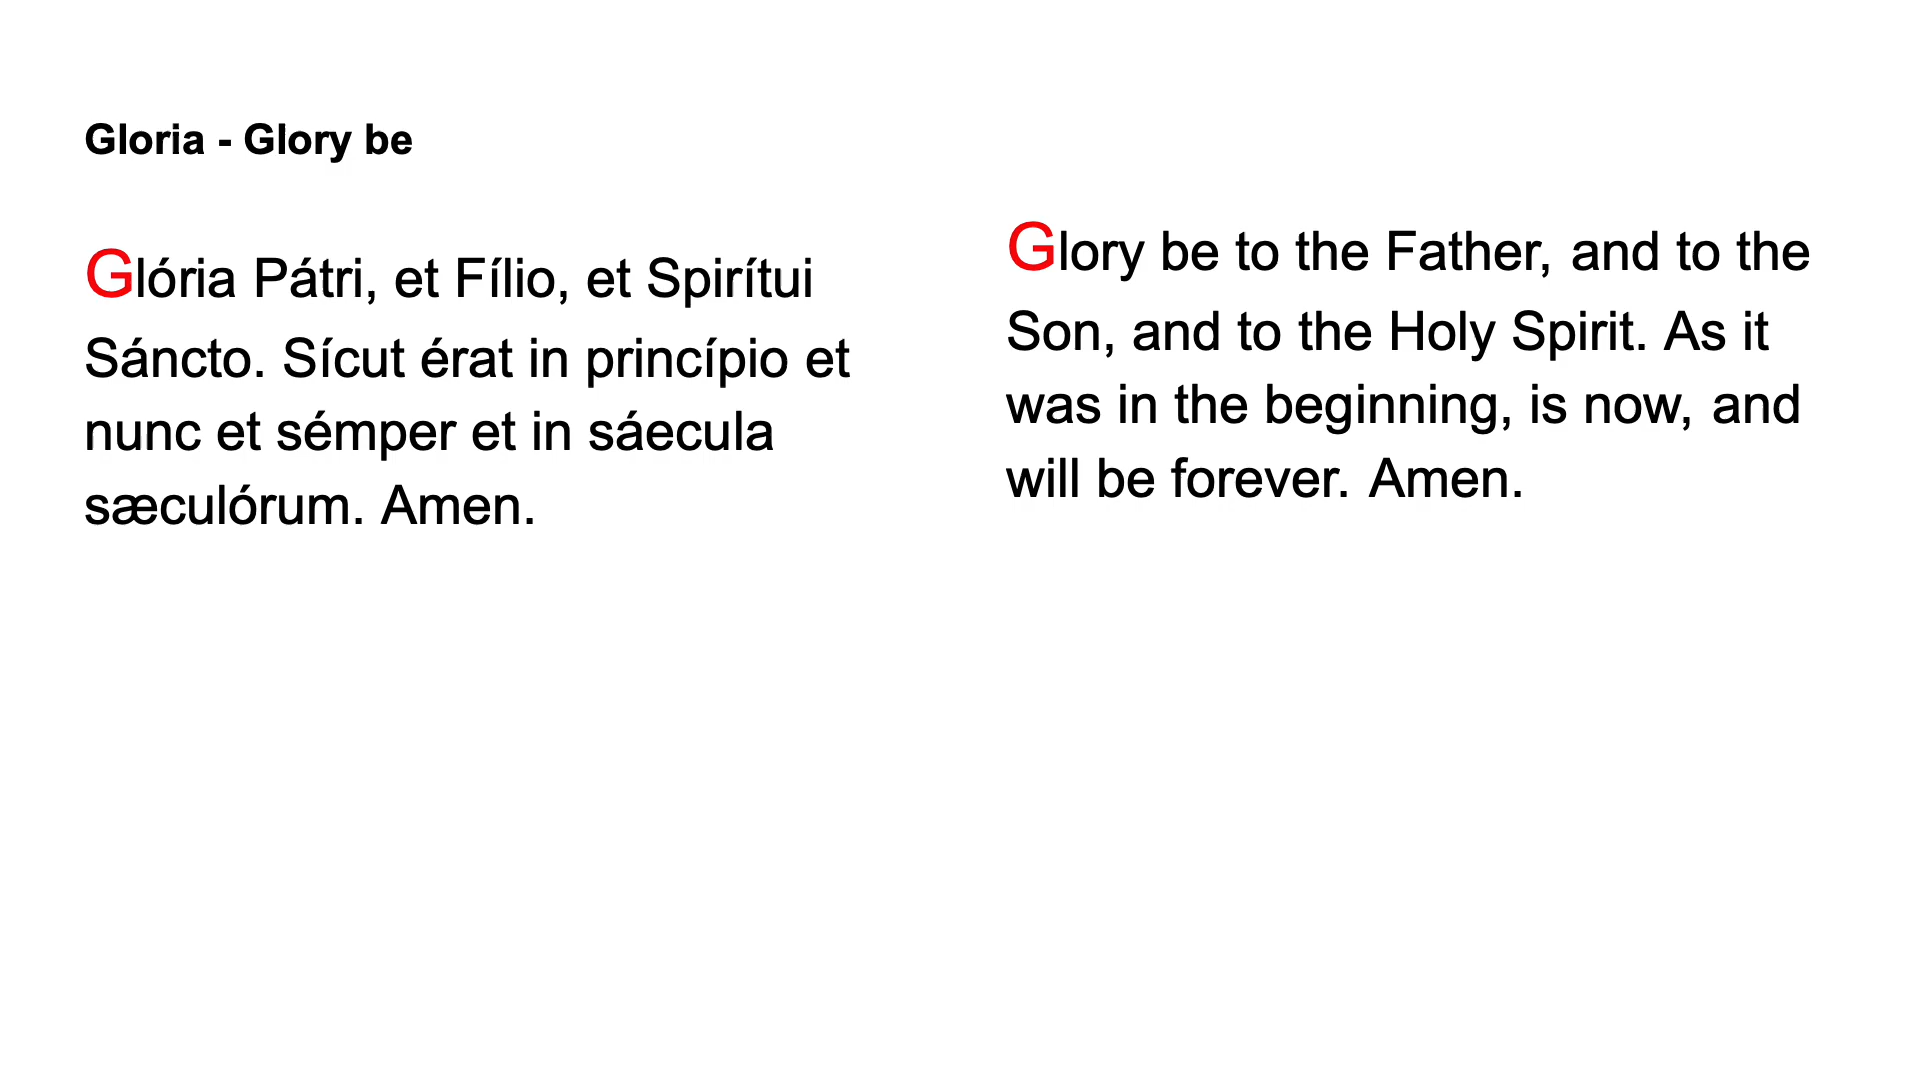 Gloria - Glory be
Glória Pátri, et Fílio, et Spirítui
Sáncto. Sícut érat in princípio et
nunc et sémper et in sáecula
sæculórum. Amen.
Glory be to the Father, and to the
Son, and to the Holy Spirit. As it
was in the beginning, is now, and
will be forever. Amen.